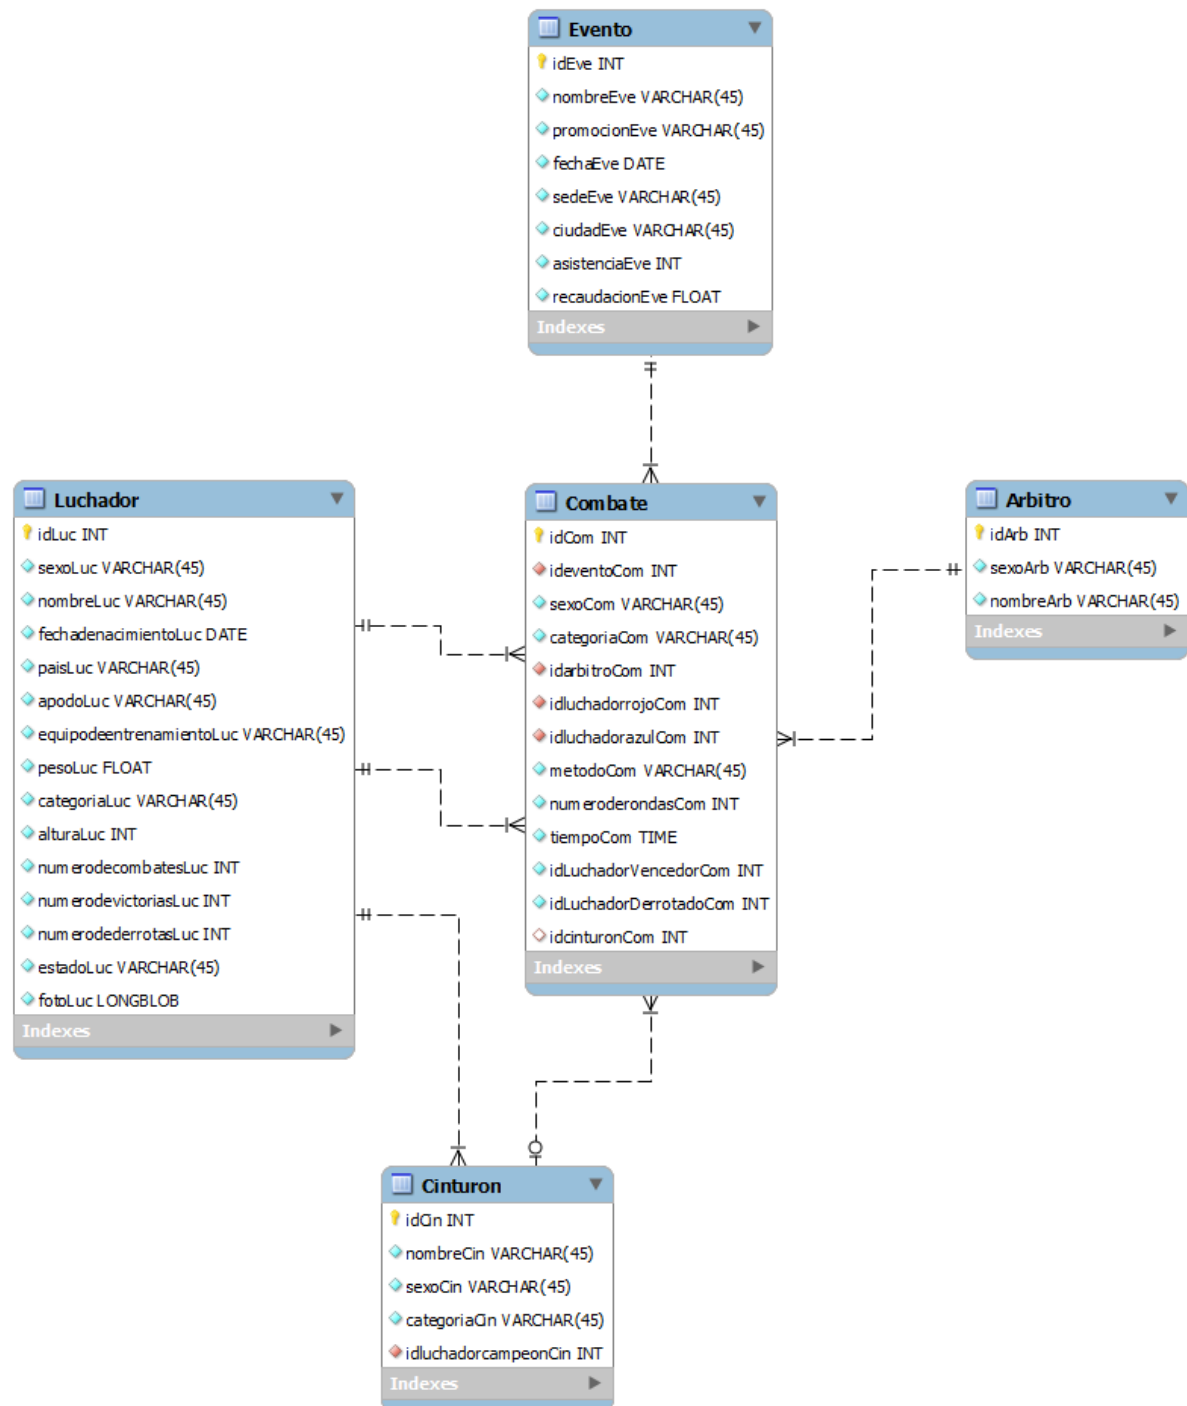 Evento
idEve INT
nombreEve VARCHAR(45)
promocionEve VARCHAR(45)
fechaEve DATE
sedeEve VARCHAR(45)
ciudadEve VARCHAR(45)
asistenciaEve INT
recaudacionEve FLOAT
Indexes
Luchador
idLuc INT
sexoLuc VARCHAR(45)
nombreLuc VARCHAR(45)
fechadenacimientoLuc DATE
paisLuc VARCHAR(45)
apodoLuc VARCHAR(45)
equipodeentrenamientoLuc VARCHAR(45)
pesoLuc FLOAT
categoriaLuc VARCHAR(45)
alturaLuc INT
numerodecombatesLuc INT
numerodevictoriasLuc INT
numerodederrotasLuc INT
estadoLuc VARCHAR(45)
fotoLuc LONGBLOB
Indexes
Combate
idCom INT
ideventoCom INT
sexoCom VARCHAR(45)
categoriaCom VARCHAR(45)
idarbitroCom INT
idluchadorrojoCom INT
idluchadorazulCom INT
metodoCom VARCHAR(45)
numeroderondasCom INT
tiempoCom TIME
idLuchadorVencedorCom INT
idLuchadorDerrotadoCom INT
idcinturonCom INT
Indexes
Arbitro
idArb INT
sexoArb VARCHAR(45)
nombreArb VARCHAR(45)
Indexes
Cinturon
idCin INT
nombreCin VARCHAR(45)
sexoCin VARCHAR(45)
categoriaCin VARCHAR(45)
idluchadorcampeonCin INT
Indexes